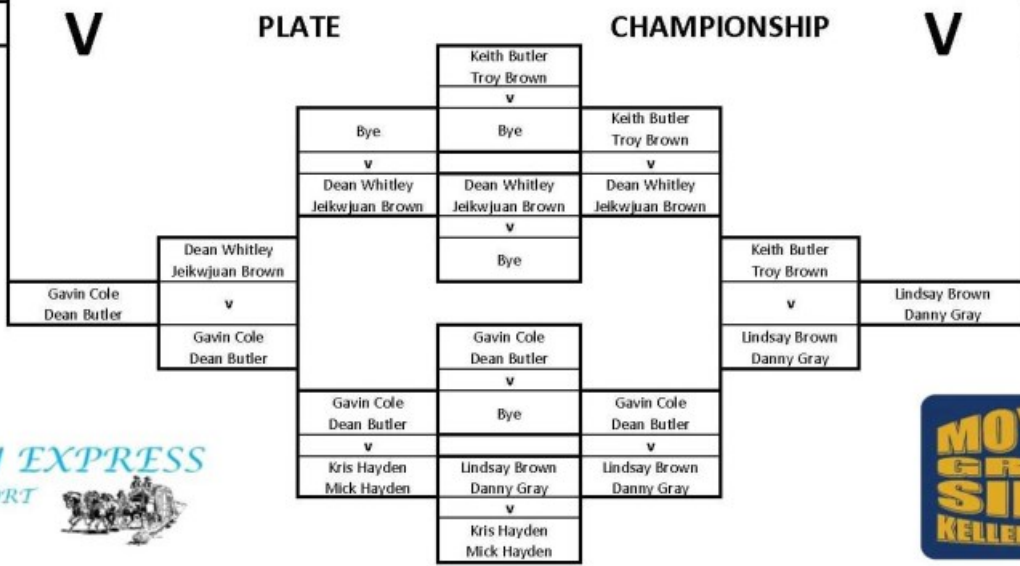 V
PLATE
CHAMPIONSHIP
V
Keith Butler
Troy Brown
v
Bye
Bye
Keith Butler
Troy Brown
v
v
Dean Whitley
Jeikwjuan Brown
Dean Whitley
Jeikwjuan Brown
Dean Whitley
Jeikwjuan Brown
v
Bye
Dean Whitley
Jeikwjuan Brown
Keith Butler
Troy Brown
Gavin Cole
Dean Butler
v
v
Lindsay Brown
Danny Gray
Gavin Cole
Dean Butler
Gavin Cole
Dean Butler
Lindsay Brown
Danny Gray
v
Gavin Cole
Dean Butler
Bye
Gavin Cole
Dean Butler
v
v
Kris Hayden
Mick Hayden
Lindsay Brown
Danny Gray
Lindsay Brown
Danny Gray
v
Kris Hayden
Mick Hayden
EXPRESS